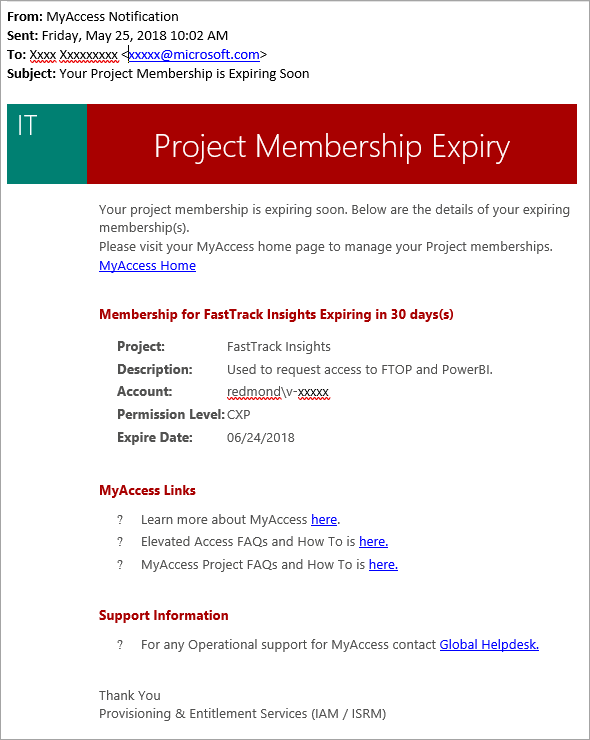 From: MyAccess Notification
Sent: Friday, May 25, 2018 10:02 AM
To: Xxxx Xxxxxxxxx <xxxxx@microsoft.com>
Subject: Your Project Membership is Expiring Soon
IT
Project Membership Expiry
Your project membership is expiring soon. Below are the details of your expiring
membership(s).
Please visit your MyAccess home page to manage your Project memberships.
MyAccess Home
Membership for FastTrack Insights Expiring in 30 days(s)
Project: FastTrack Insights
Description: Used to request access to FTOP and PowerBI.
Account: redmond\v-xxxxx
Permission Level: CXP
Expire Date: 06/24/2018
MyAccess Links
? Learn more about MyAccess here.
? Elevated Access FAQs and How To is here.
? MyAccess Project FAQs and How To is here.
Support Information
? For any Operational support for MyAccess contact Global Helpdesk.
Thank You
Provisioning & Entitlement Services (IAM / ISRM)